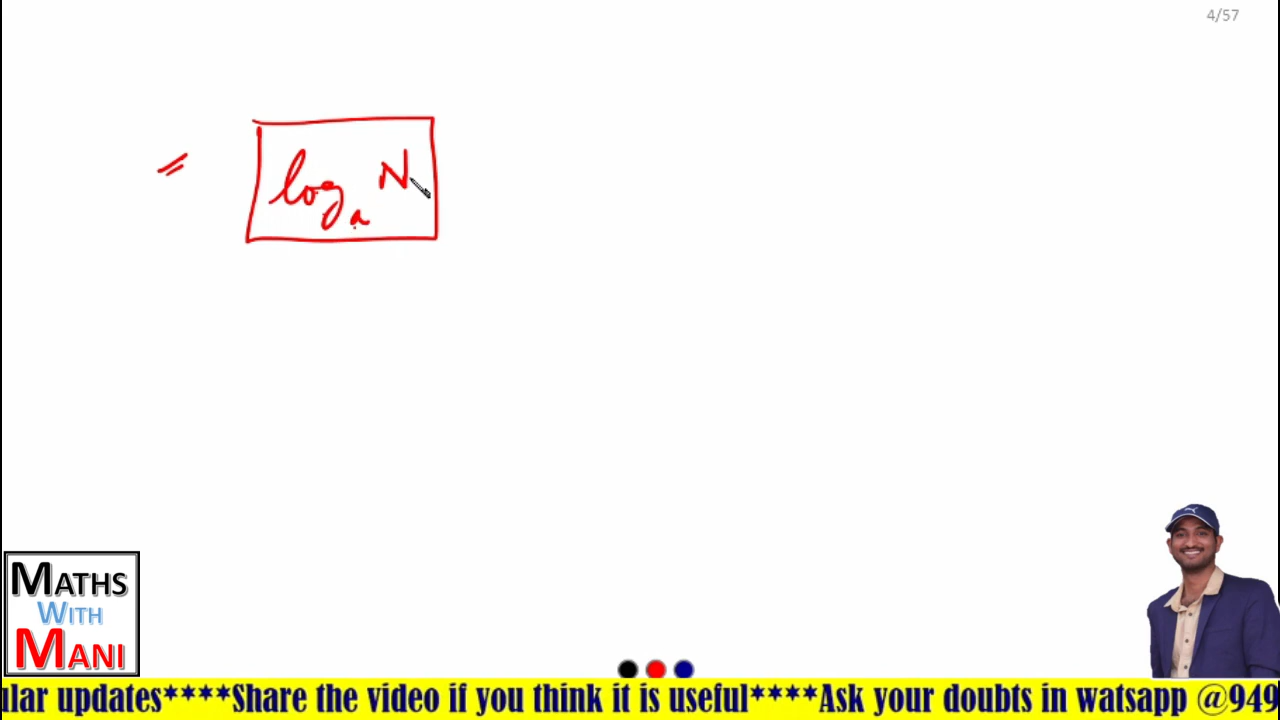 4/57
= log_a N
MATHS
WITH
MANI
ular updates****Share the video if you think it is useful****Ask your doubts in watsapp @949